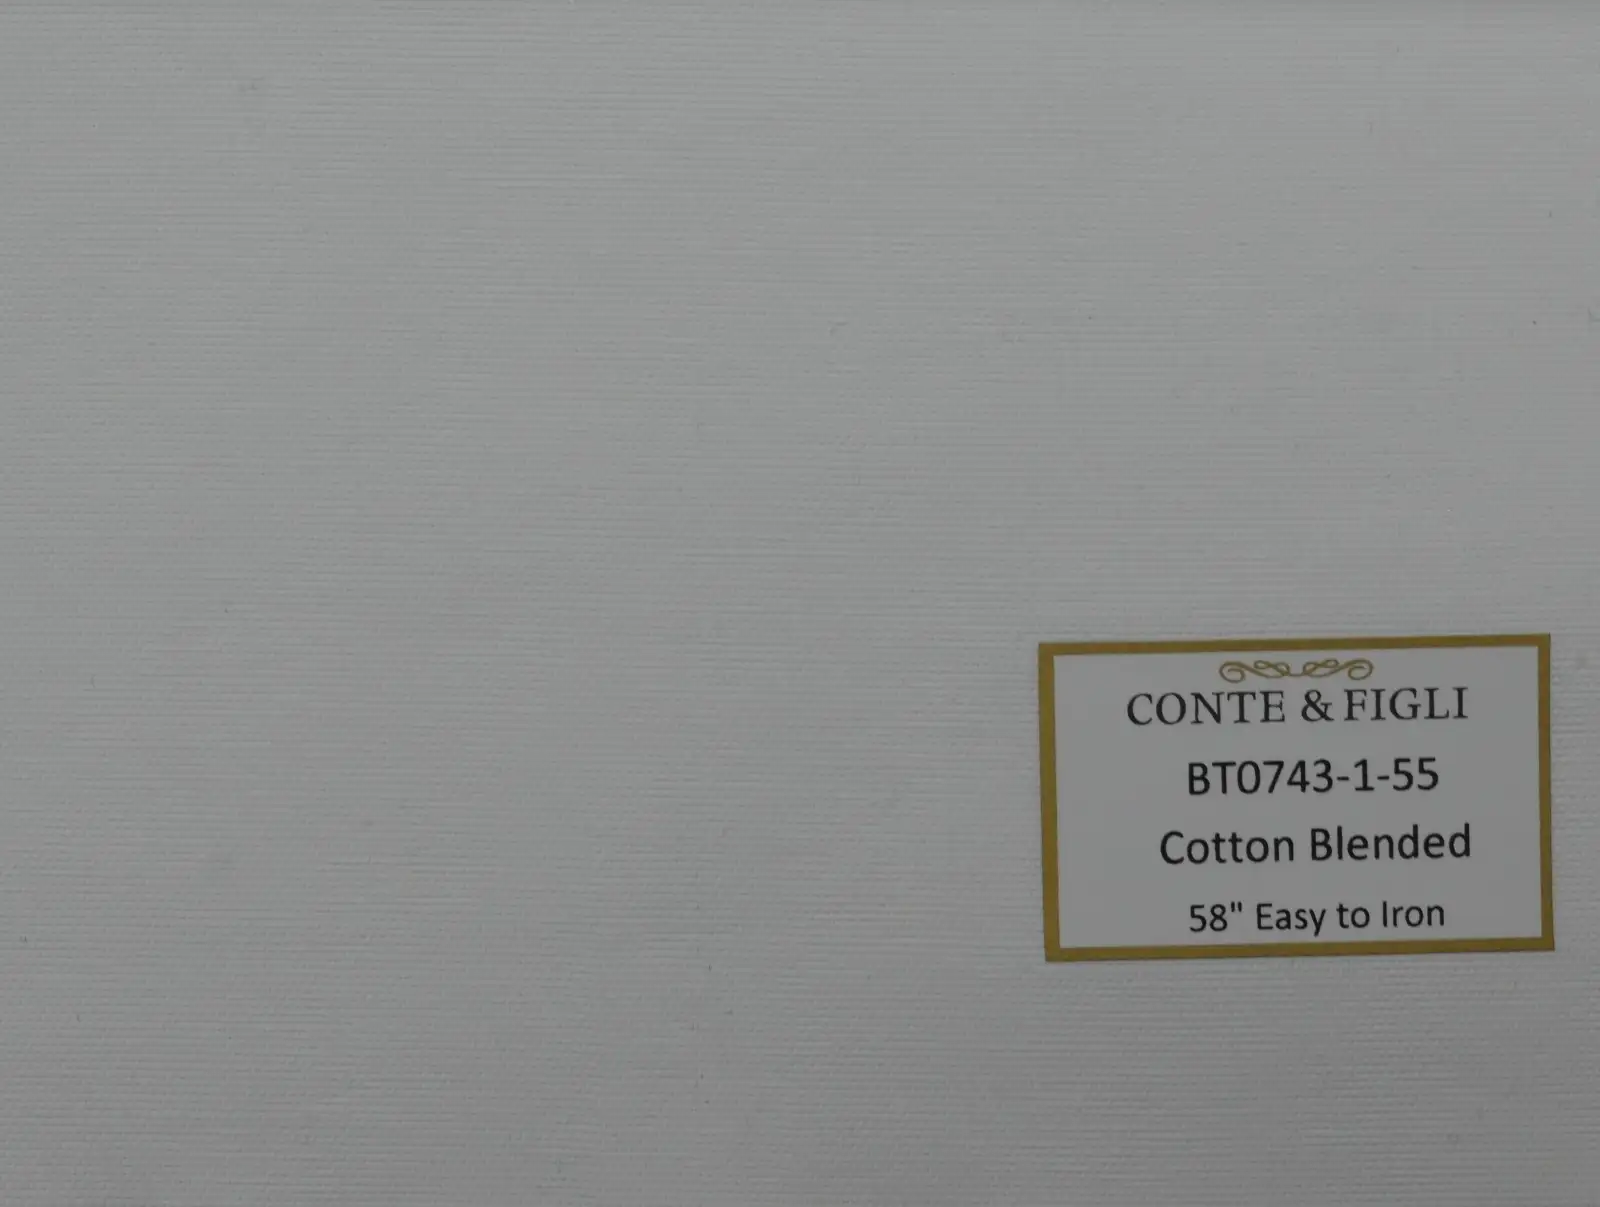 CONTE & FIGLI
BT0743-1-55
Cotton Blended
58" Easy to Iron